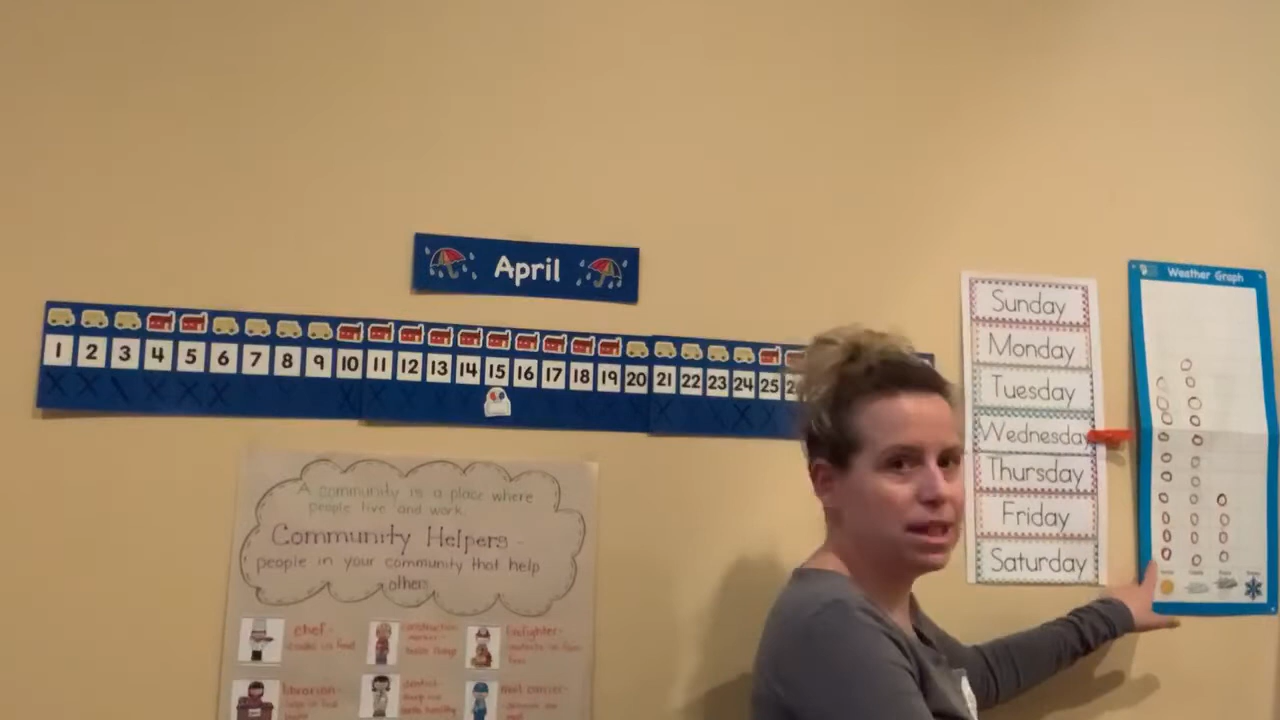 April
1 2 3 4 5 6 7 8 9 10 11 12 13 14 15 16 17 18 19 20 21 22 23 24 25
X X X X X X
Sunday
Monday
Tuesday
Wednesday
Thursday
Friday
Saturday
Weather Graph
A community is a place where
people live and work.
Community Helpers -
people in your community that help
others
chef-
construction
firefighter-
librarian-
dentist-
mail carrier-